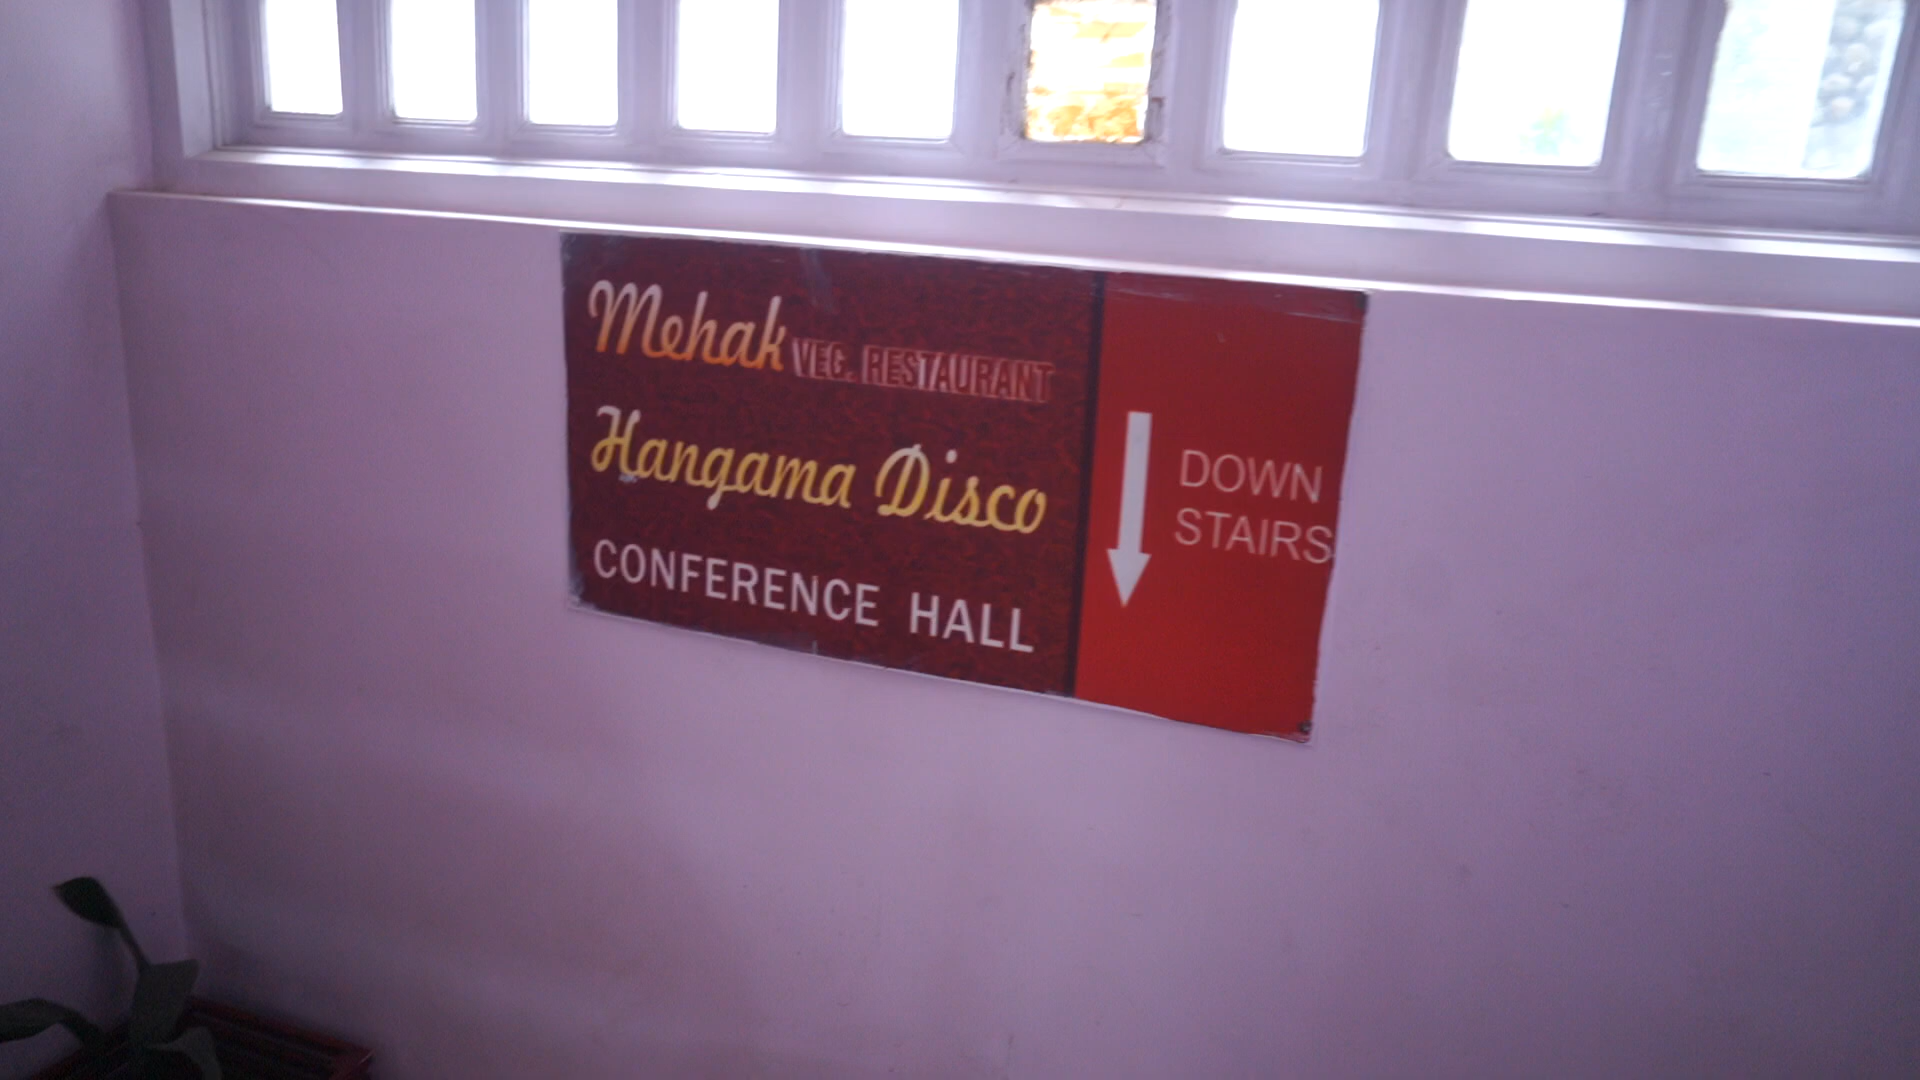 Mehak VEG. RESTAURANT
Hangama Disco
CONFERENCE HALL
DOWN
STAIRS